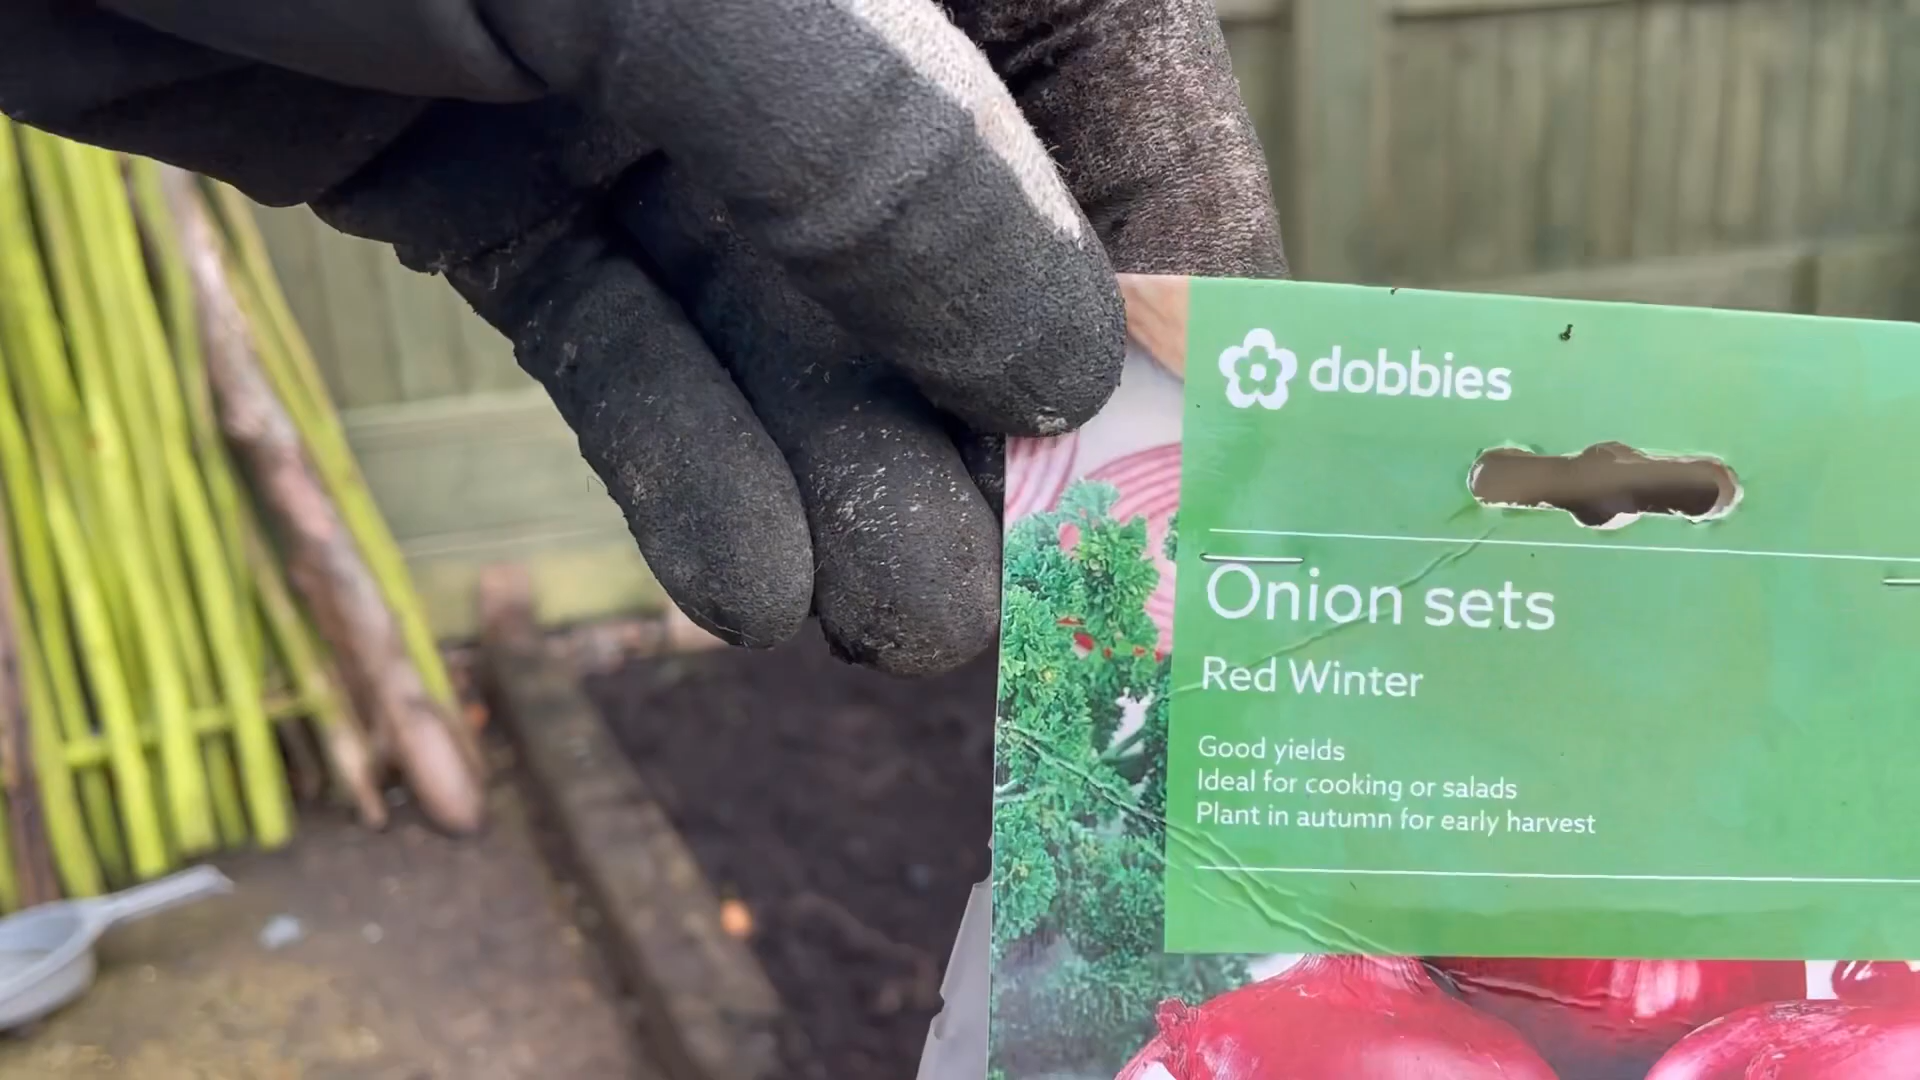 dobbies
Onion sets
Red Winter
Good yields
Ideal for cooking or salads
Plant in autumn for early harvest